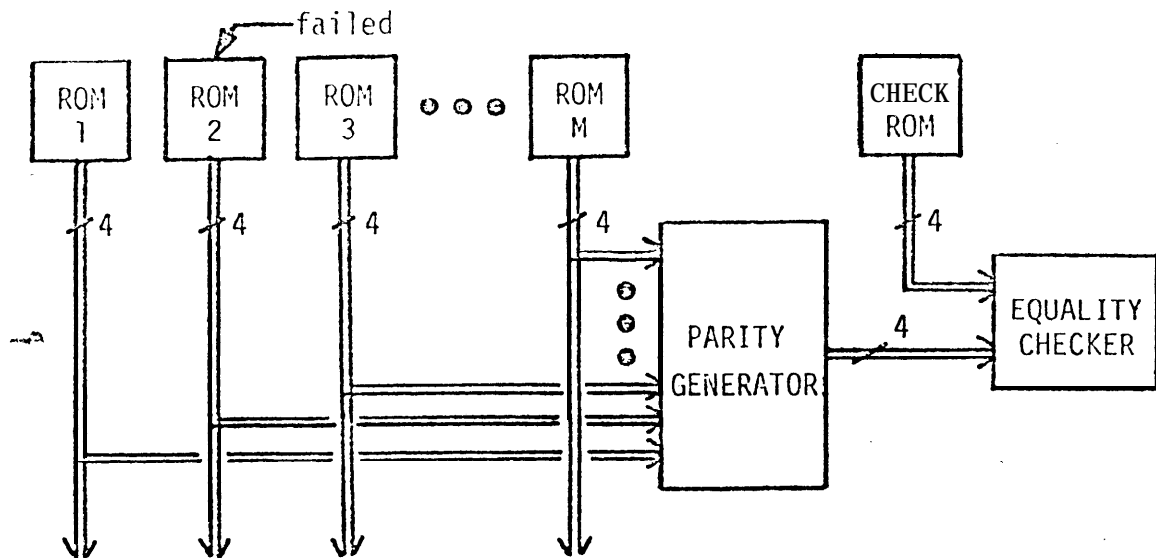 failed
ROM
1
ROM
2
ROM
3
ROM
M
CHECK
ROM
4
4
4
4
4
PARITY
GENERATOR
4
EQUALITY
CHECKER